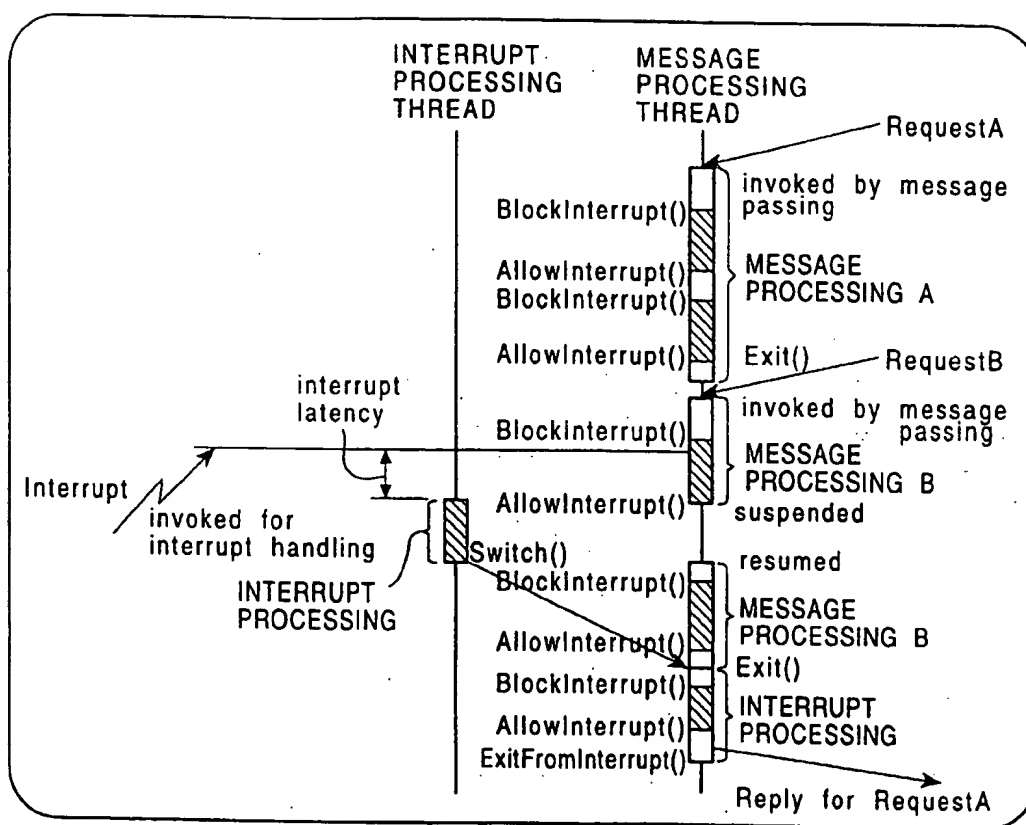 INTERRUPT
PROCESSING
THREAD
MESSAGE
PROCESSING
THREAD
RequestA
invoked by message
passing
BlockInterrupt()
AllowInterrupt()
MESSAGE
PROCESSING A
BlockInterrupt()
AllowInterrupt()
Exit()
RequestB
interrupt
latency
invoked by message
passing
BlockInterrupt()
MESSAGE
PROCESSING B
Interrupt
AllowInterrupt()
suspended
invoked for
interrupt handling
Switch()
resumed
INTERRUPT
PROCESSING
BlockInterrupt()
MESSAGE
PROCESSING B
AllowInterrupt()
Exit()
BlockInterrupt()
INTERRUPT
PROCESSING
AllowInterrupt()
ExitFromInterrupt()
Reply for RequestA